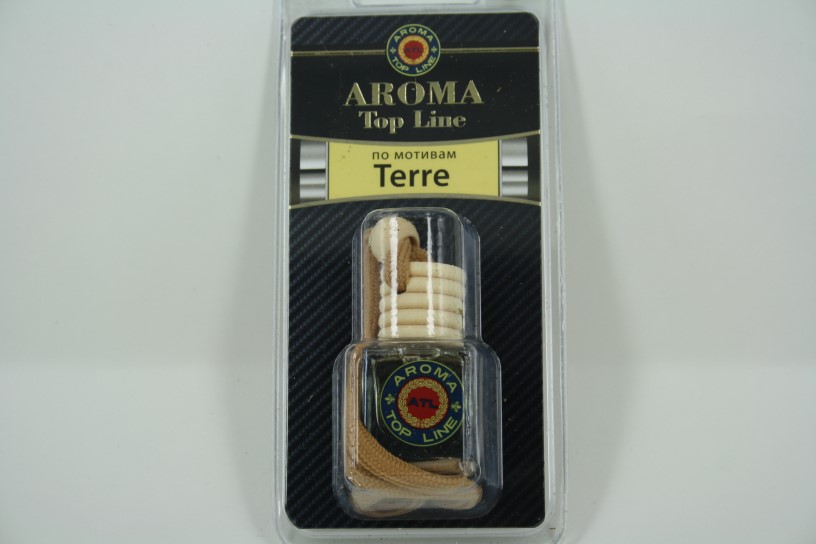 AROMA
ATL
TOP LINE
AROMA
Top Line
по мотивам
Terre
AROMA
ATL
TOP LINE